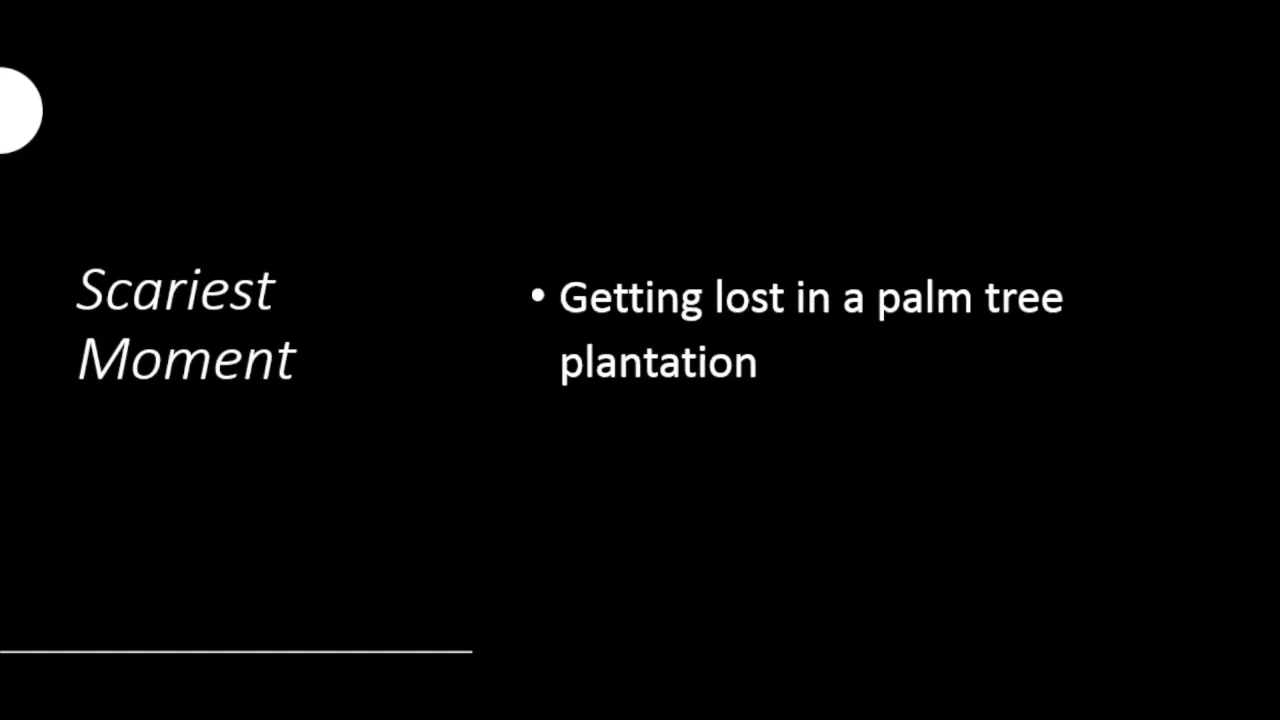 Scariest
Moment
• Getting lost in a palm tree
plantation